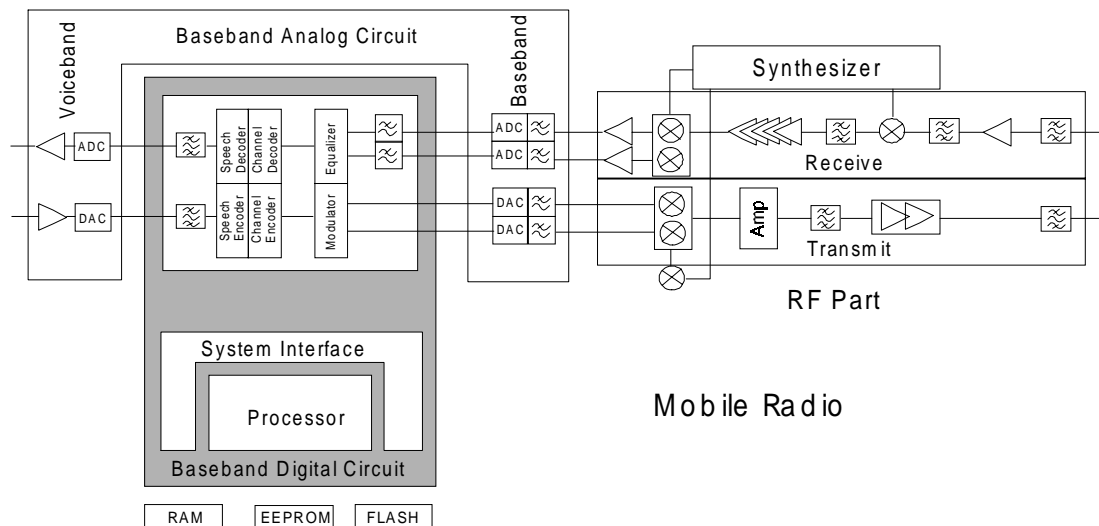 Baseband Analog Circuit
Voiceband
Baseband
Synthesizer
ADC
Speech
Decoder
Channel
Decoder
Equalizer
ADC
ADC
Receive
DAC
Speech
Encoder
Channel
Encoder
Modulator
DAC
DAC
Amp
Transmit
RF Part
System Interface
Processor
Mobile Radio
Baseband Digital Circuit
RAM
EEPROM
FLASH